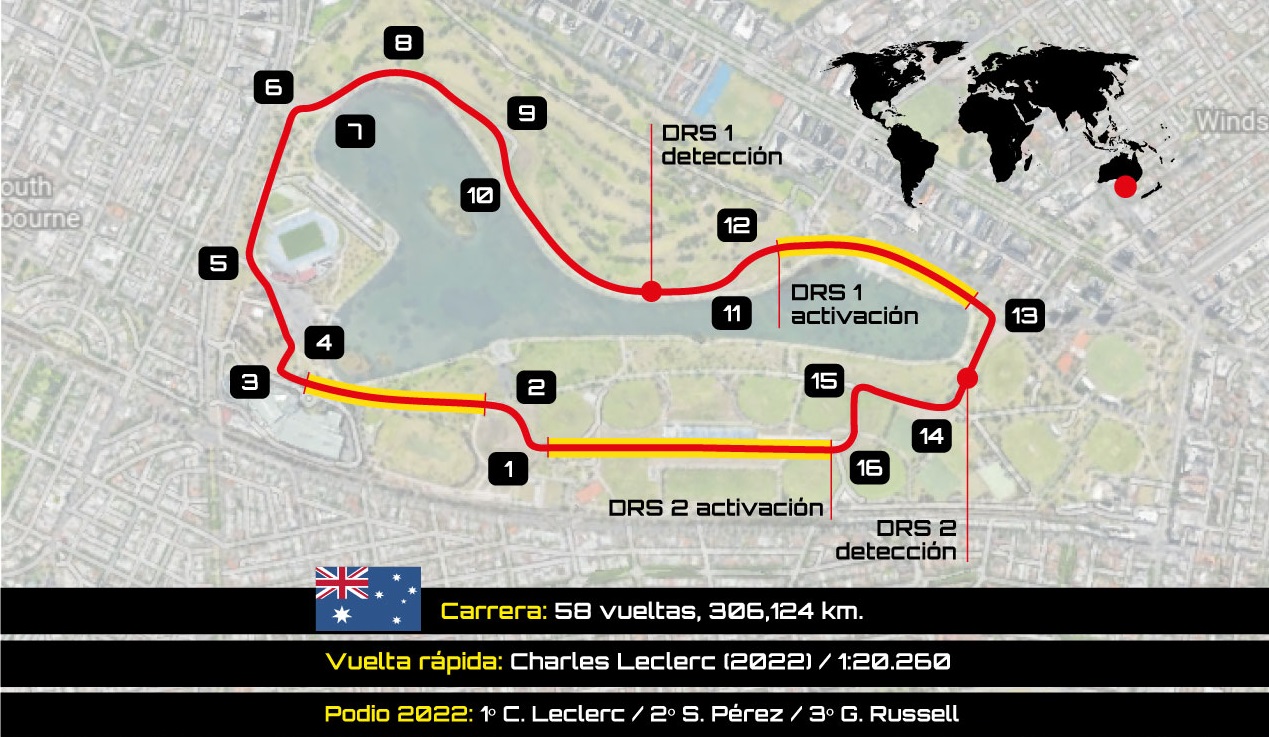 8
6
7
9
DRS 1
detección
Winds
outh
bourne
10
12
5
DRS 1
activación
11
13
4
3
2
15
14
1
16
DRS 2 activación
DRS 2
detección
Carrera: 58 vueltas, 306,124 km.
Vuelta rápida: Charles Leclerc (2022) / 1:20.260
Podio 2022: 1º C. Leclerc / 2º S. Pérez / 3º G. Russell